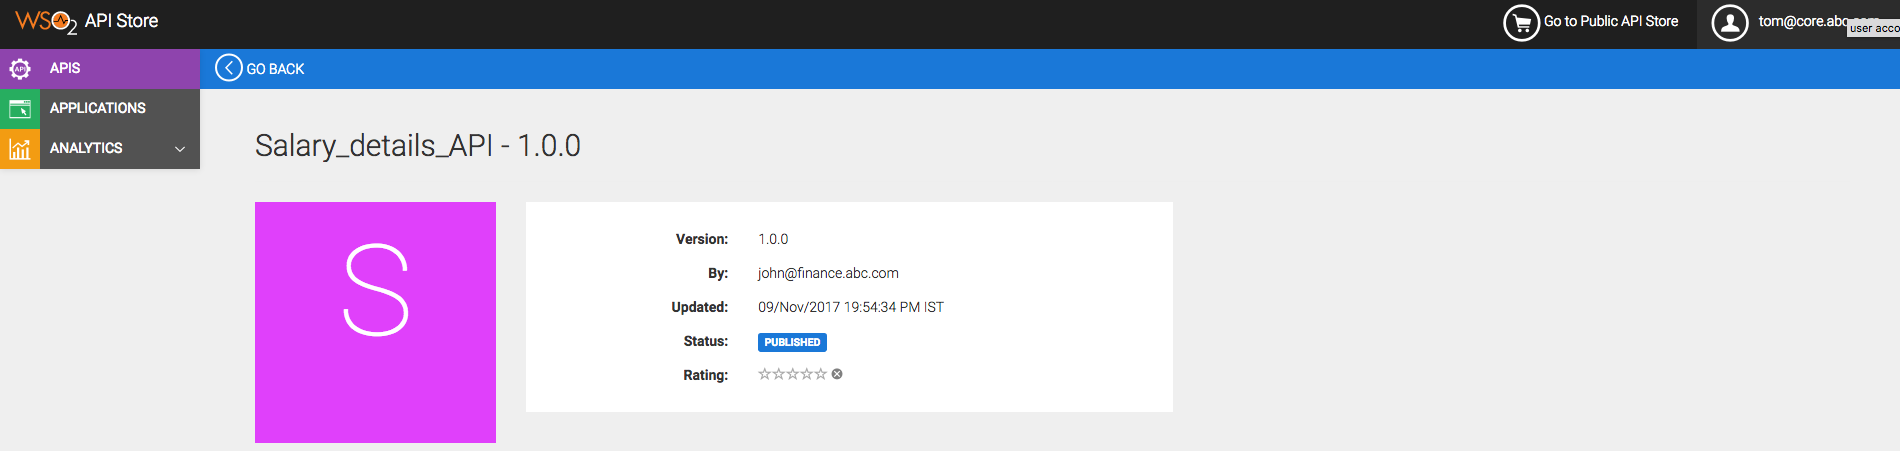 WSO2 API Store
Go to Public API Store
tom@core.abc.com
user acco
APIS
GO BACK
APPLICATIONS
ANALYTICS
Salary_details_API - 1.0.0
S
Version: 1.0.0
By: john@finance.abc.com
Updated: 09/Nov/2017 19:54:34 PM IST
Status: PUBLISHED
Rating: